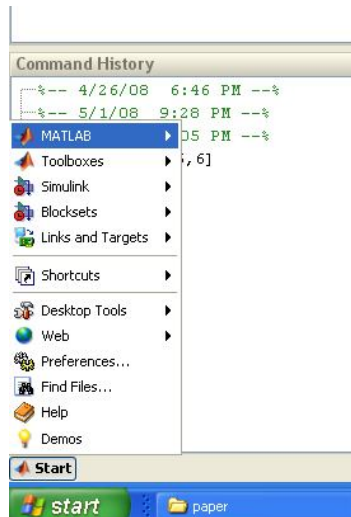 Command History
%-- 4/26/08 6:46 PM --%
%-- 5/1/08 9:28 PM --%
05 PM --%
,6]
MATLAB
Toolboxes
Simulink
Blocksets
Links and Targets
Shortcuts
Desktop Tools
Web
Preferences...
Find Files...
Help
Demos
Start
start
paper